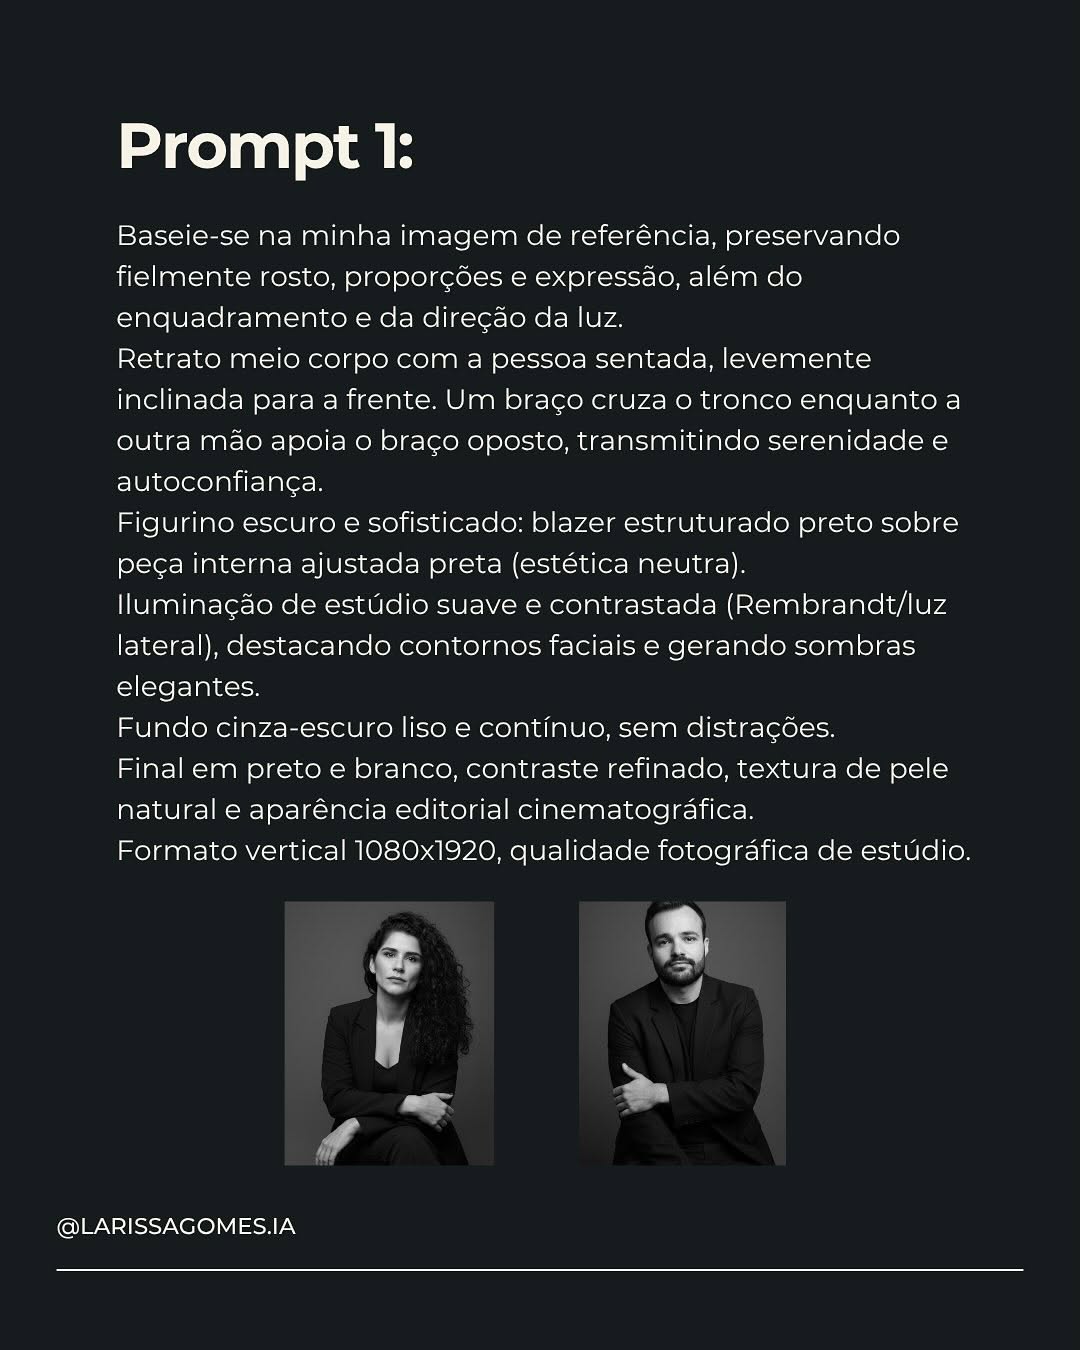 Prompt 1:
Baseie-se na minha imagem de referência, preservando
fielmente rosto, proporções e expressão, além do
enquadramento e da direção da luz.
Retrato meio corpo com a pessoa sentada, levemente
inclinada para a frente. Um braço cruza o tronco enquanto a
outra mão apoia o braço oposto, transmitindo serenidade e
autoconfiança.
Figurino escuro e sofisticado: blazer estruturado preto sobre
peça interna ajustada preta (estética neutra).
Iluminação de estúdio suave e contrastada (Rembrandt/luz
lateral), destacando contornos faciais e gerando sombras
elegantes.
Fundo cinza-escuro liso e contínuo, sem distrações.
Final em preto e branco, contraste refinado, textura de pele
natural e aparência editorial cinematográfica.
Formato vertical 1080x1920, qualidade fotográfica de estúdio.
@LARISSAGOMES.IA